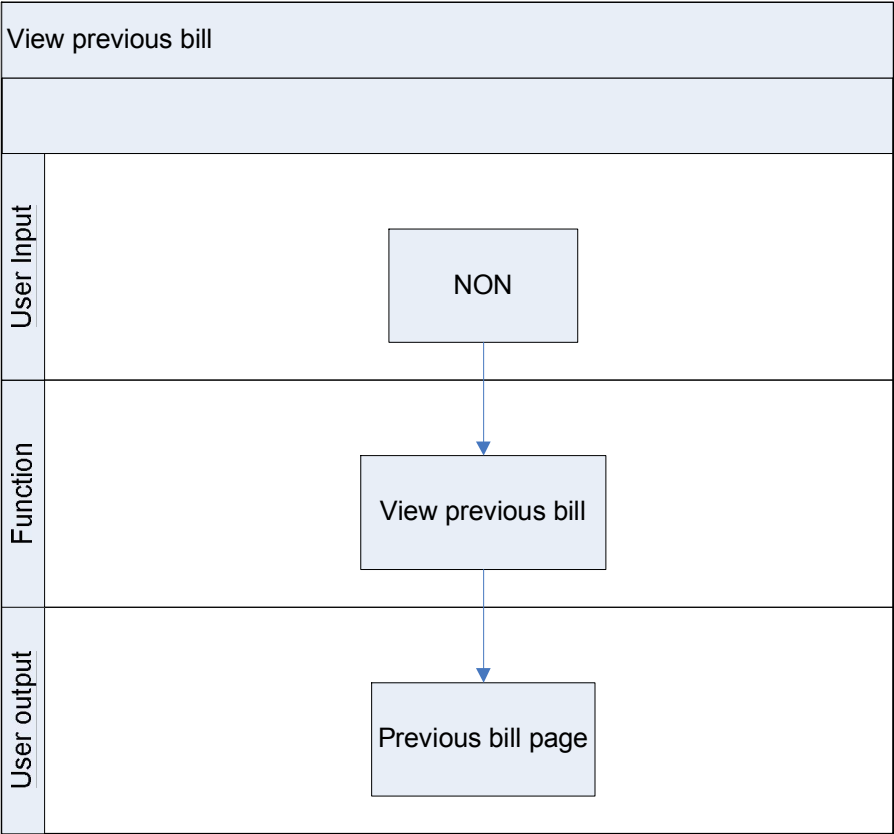 View previous bill
User Input
NON
Function
View previous bill
User output
Previous bill page